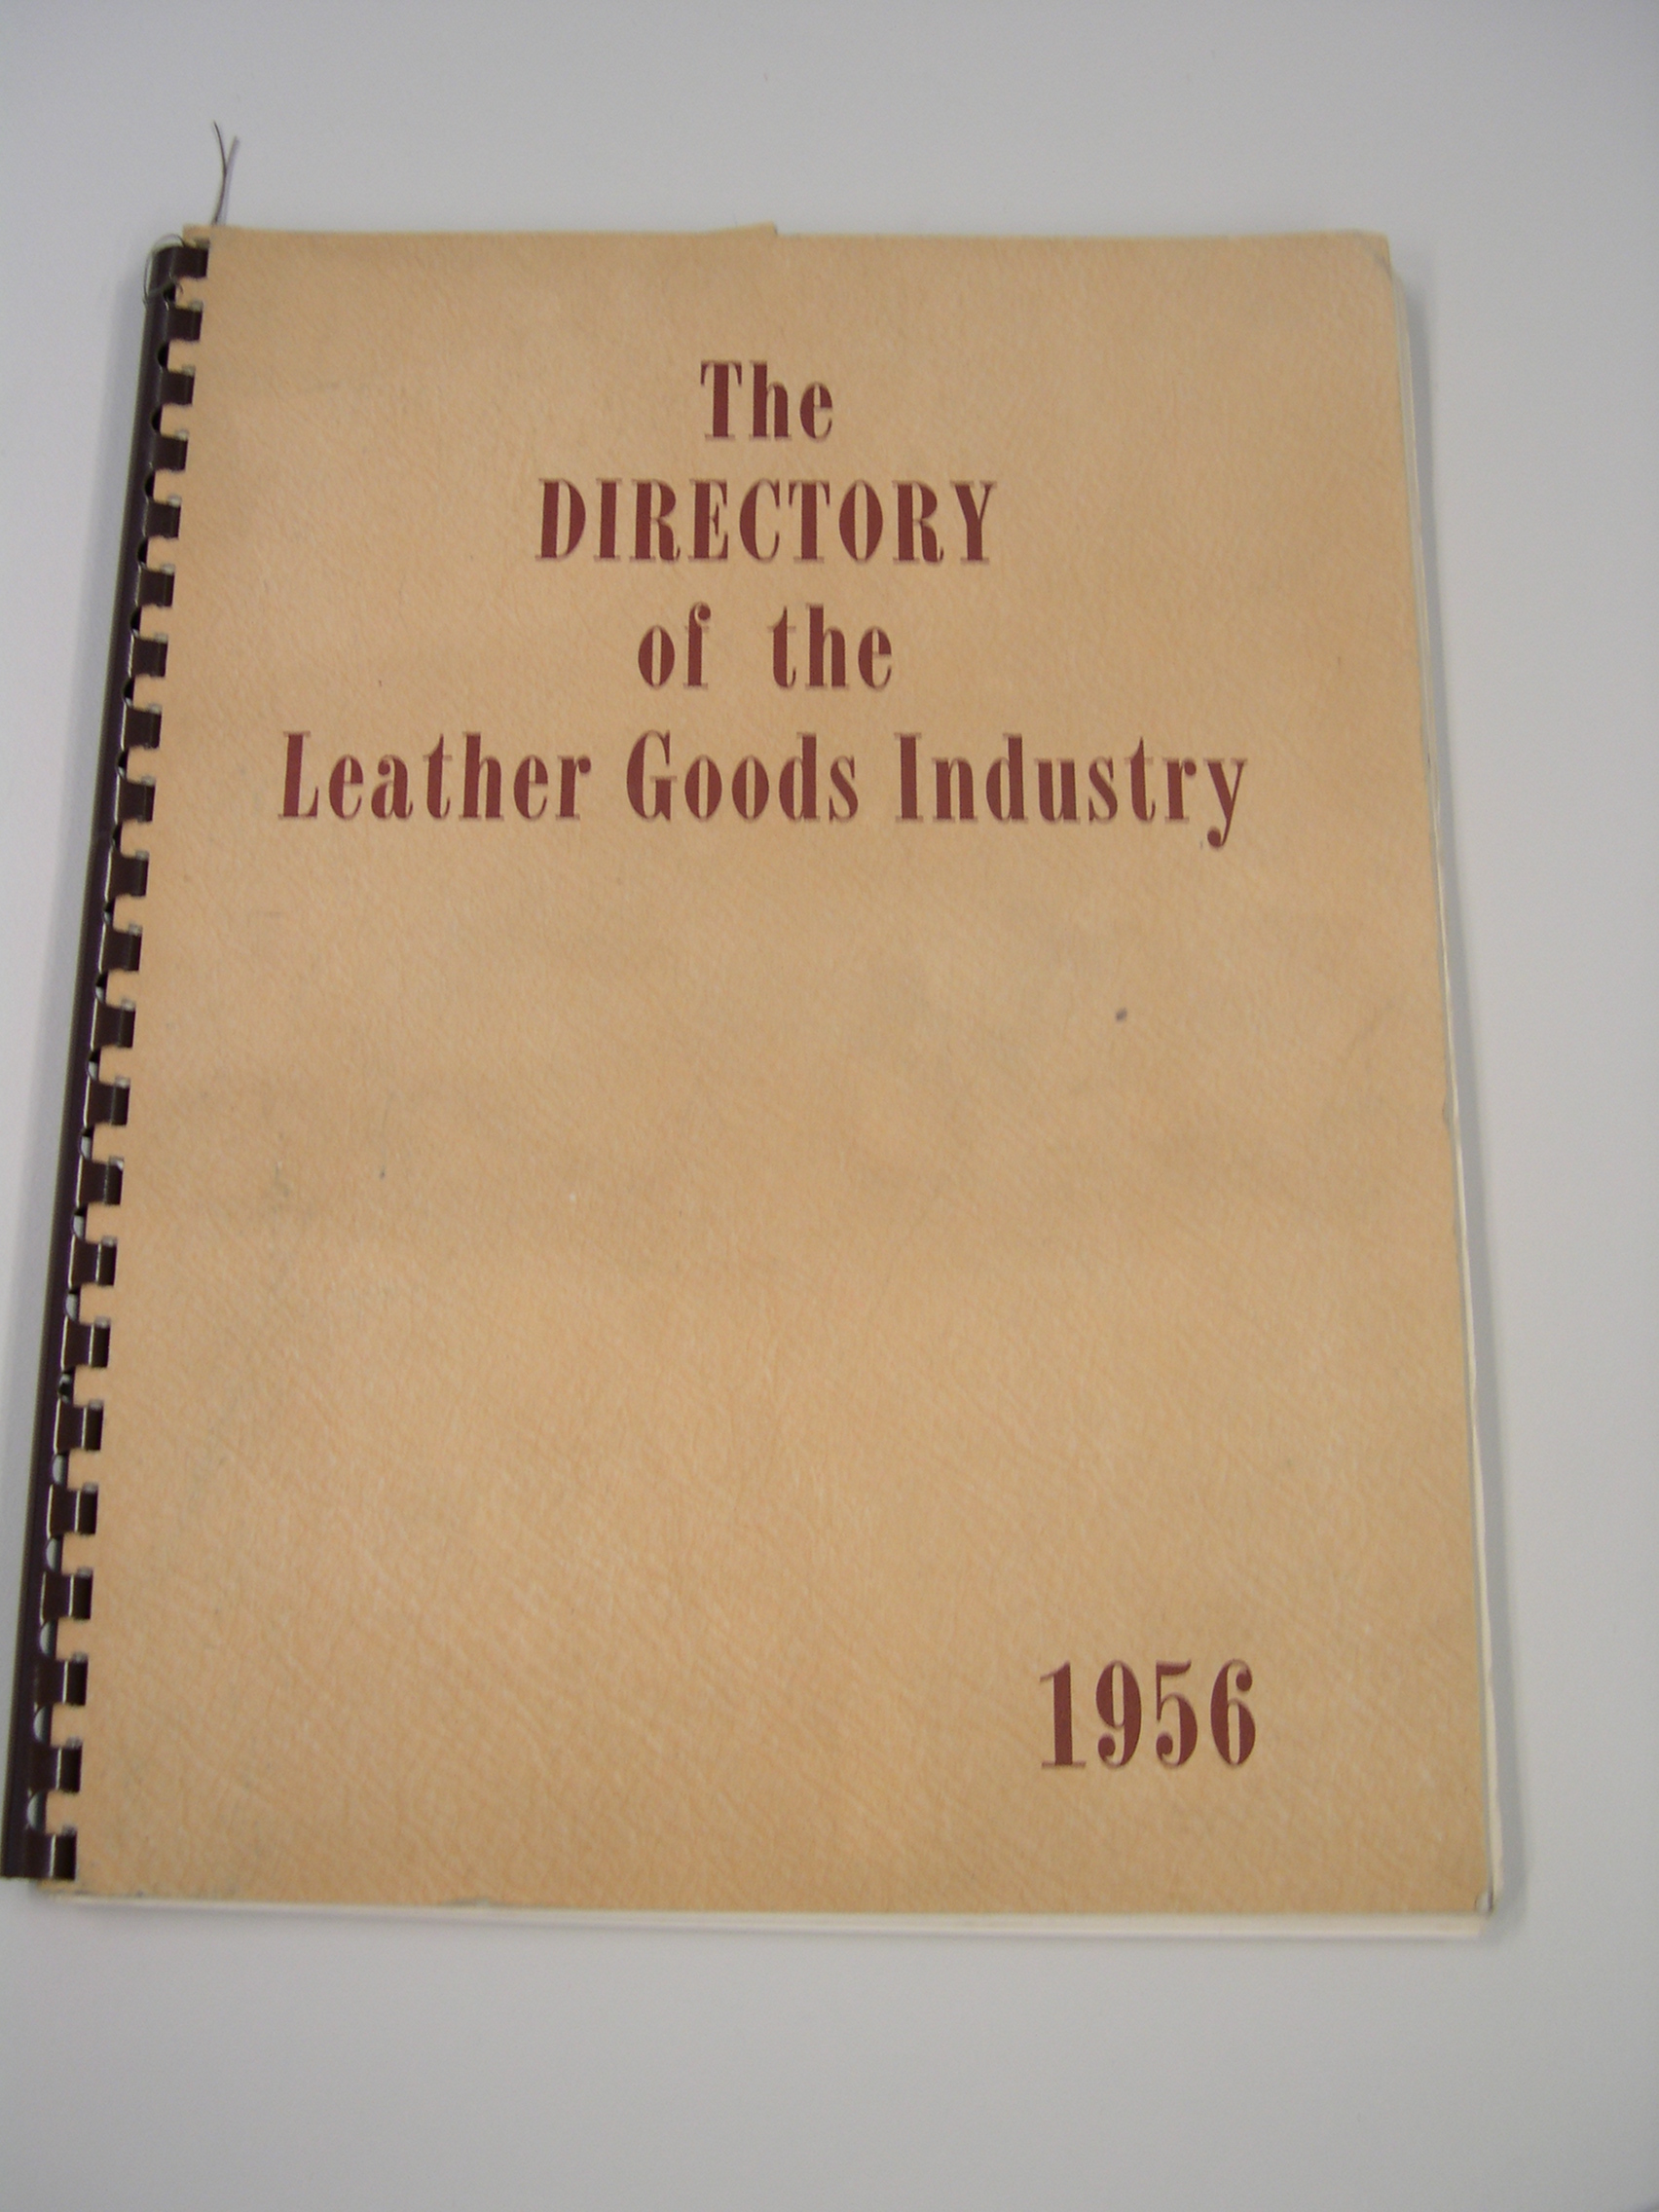 The
DIRECTORY
of the
Leather Goods Industry
1956